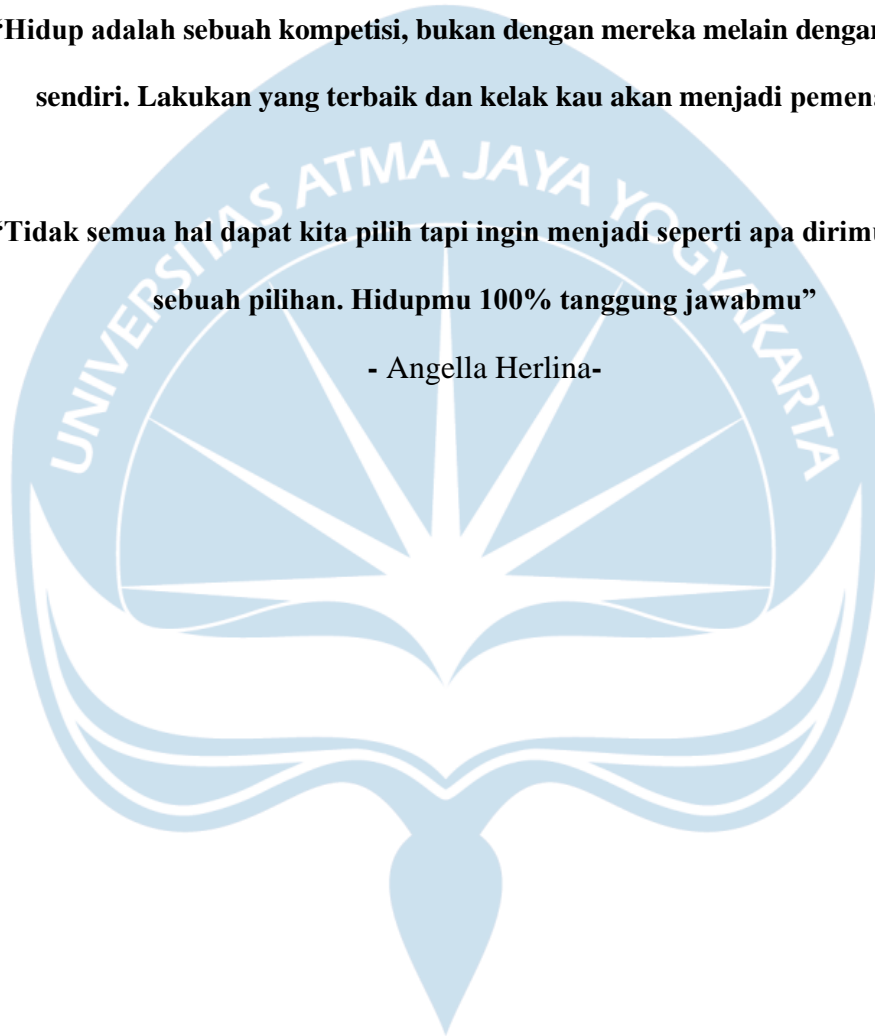 “Hidup adalah sebuah kompetisi, bukan dengan mereka melain dengan
sendiri. Lakukan yang terbaik dan kelak kau akan menjadi
UNIVERSITAS ATMA JAYA YOGYAKARTA
“Tidak semua hal dapat kita pilih tapi ingin menjadi seperti apa dirimu
sebuah pilihan. Hidupmu 100% tanggung jawabmu”
- Angella Herlina-